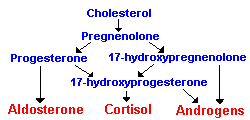 Cholesterol
Pregnenolone
Progesterone 17-hydroxypregnenolone
17-hydroxyprogesterone
Aldosterone Cortisol Androgens